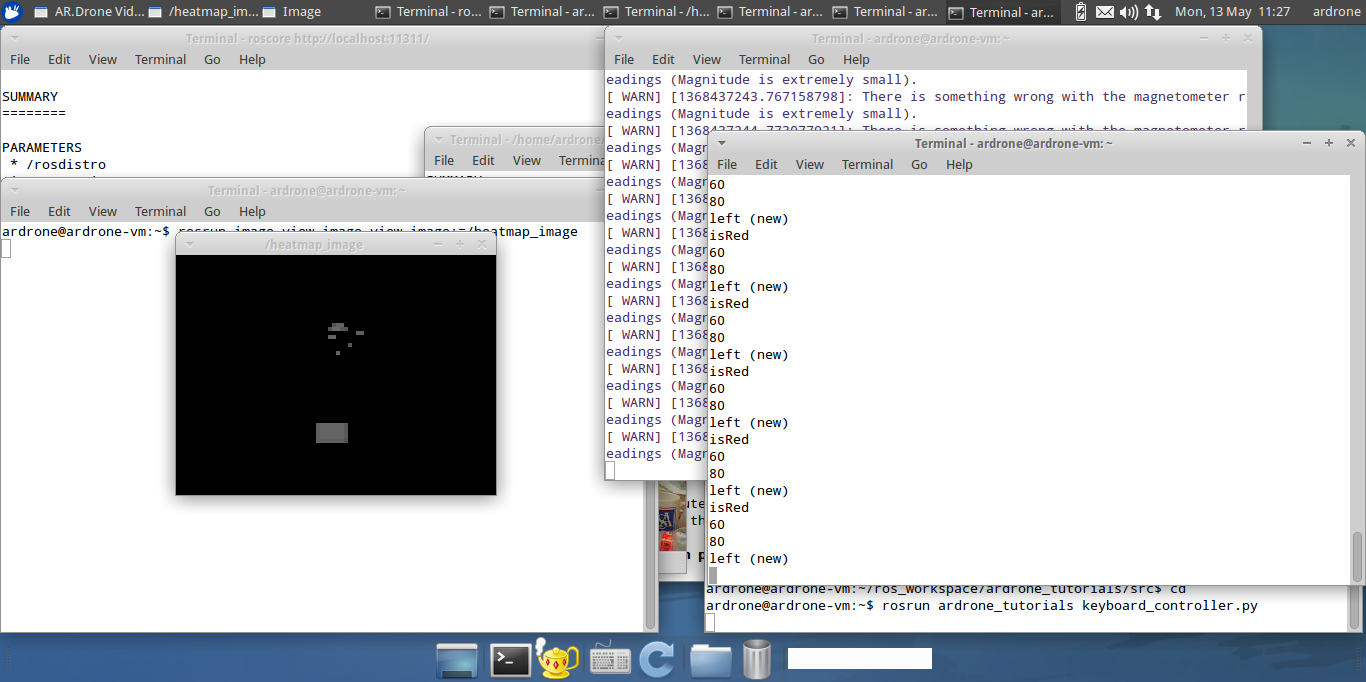 AR.Drone Vid...
/heatmap_im...
Image
Terminal - ro...
Terminal - ar...
Terminal - /h...
Terminal - ar...
Terminal - ar...
Terminal - ar...
Mon, 13 May 11:27
ardrone
Terminal - roscore http://localhost:11311/
File Edit View Terminal Go Help
SUMMARY
========
PARAMETERS
* /rosdistro
Terminal - /home/ardrone/
File Edit View Termina
Terminal - ardrone@ardrone-vm: ~
File Edit View Terminal Go Help
ardrone@ardrone-vm:~$ rosrun image_view image_view image:=/heatmap_image
/heatmap_image
Terminal - ardrone@ardrone-vm: ~
File Edit View Terminal Go Help
eadings (Magnitude is extremely small).
[ WARN] [1368437243.767158798]: There is something wrong with the magnetometer r
eadings (Magnitude is extremely small).
[ WARN] [1368437244.773077021]: There is something wrong with the magnetometer r
eadings (Magn
[ WARN] [1368
eadings (Magn
[ WARN] [1368
eadings (Magn
[ WARN] [1368
eadings (Magn
[ WARN] [1368
eadings (Magn
[ WARN] [1368
eadings (Magn
[ WARN] [1368
eadings (Magn
[ WARN] [1368
eadings (Magn
[ WARN] [1368
eadings (Magn
[ WARN] [1368
eadings (Magn
Terminal - ardrone@ardrone-vm: ~
File Edit View Terminal Go Help
60
80
left (new)
isRed
60
80
left (new)
isRed
60
80
left (new)
isRed
60
80
left (new)
isRed
60
80
left (new)
isRed
60
80
left (new)
ardrone@ardrone-vm:~/ros_workspace/ardrone_tutorials/src$ cd
ardrone@ardrone-vm:~$ rosrun ardrone_tutorials keyboard_controller.py